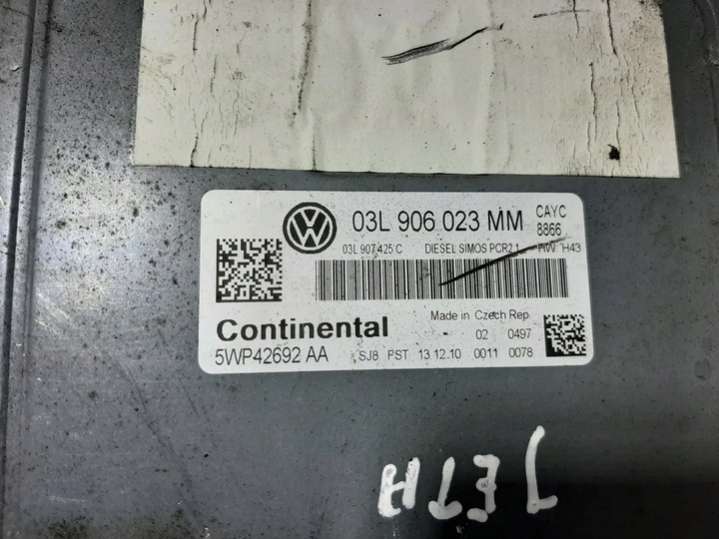 03L 906 023 MM CAYC
8866
03L 907 425 C DIESEL SIMOS PCR2.1 HW: H43
Made in Czech Rep
Continental 02 0497
5WP42692 AA SJ8 PST 13.12.10 0011 0078
JETA